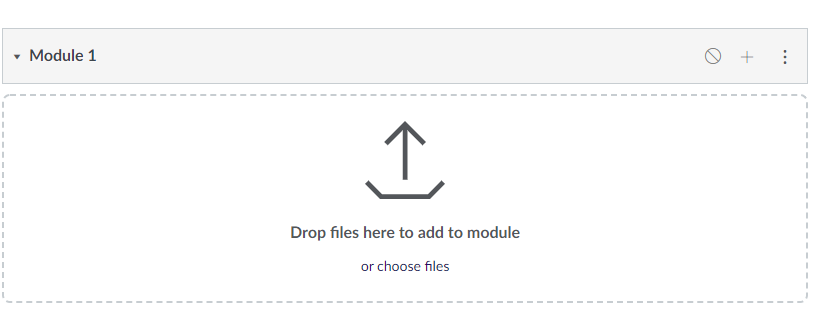 Module 1
Drop files here to add to module
or choose files